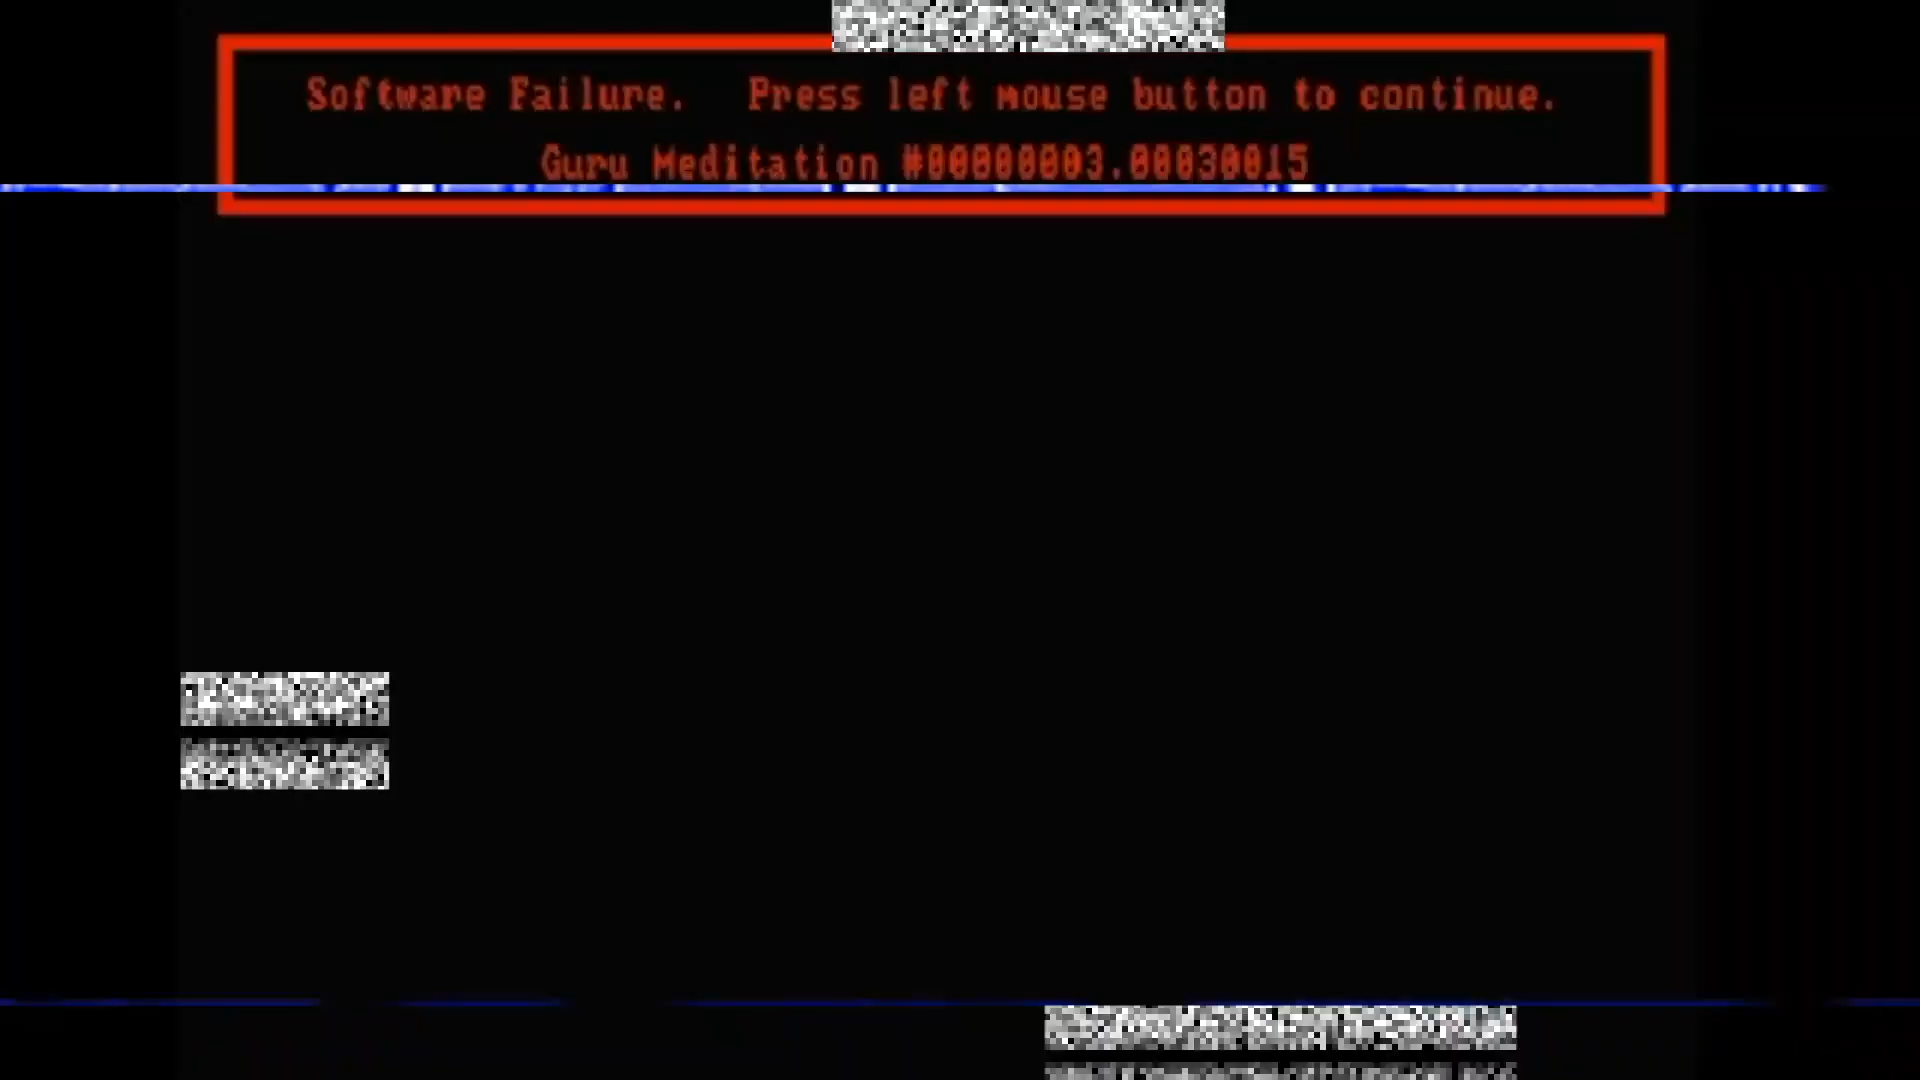 Software Failure.  Press left mouse button to continue.
Guru Meditation #00000003.00030015